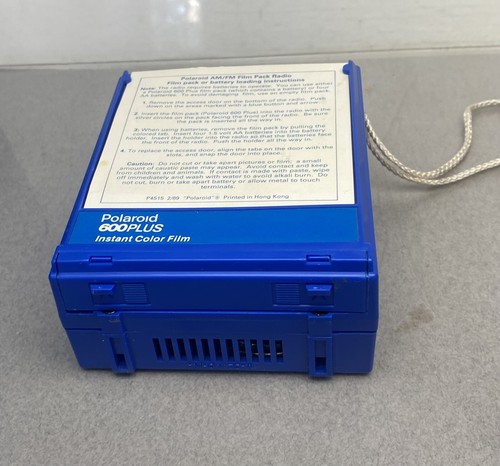 Polaroid AM/FM Film Pack Radio
Film pack or battery loading instructions
Note: The radio requires batteries to operate. You can use either
a Polaroid 600 Plus film pack (which contains a battery) or four
AA batteries. To avoid damaging film, use an empty film pack.
1. Remove the access door on the bottom of the radio. Push
down on the areas marked with a blue button and arrow.
2. Insert the film pack (Polaroid 600 Plus) into the radio with the
silver circles on the pack facing the front of the radio. Be sure
the pack is inserted all the way in.
3. When using batteries, remove the film pack by pulling the
colored tab. Insert four 1.5 volt AA batteries into the battery
holder. Insert the holder into the radio so that the batteries face
the front of the radio. Push the holder all the way in.
4. To replace the access door, align the tabs on the door with the
slots, and snap the door into place.
Caution: Do not cut or take apart pictures or film; a small
amount of caustic paste may appear. Avoid contact and keep
from children and animals. If contact is made with paste, wipe
off immediately and wash with water to avoid alkali burn. Do
not cut, burn or take apart battery or allow metal to touch
terminals.
P4515 2/89 "Polaroid"® Printed in Hong Kong
Polaroid
600PLUS
Instant Color Film